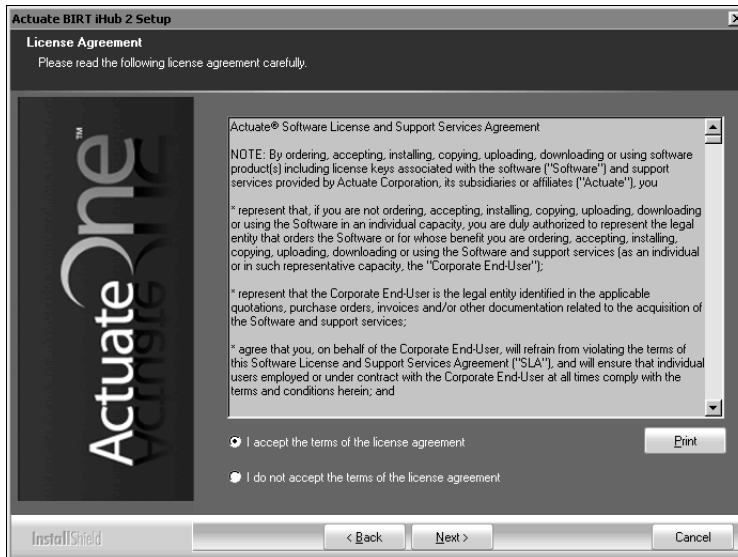 Actuate BIRT iHub 2 Setup
License Agreement
Please read the following license agreement carefully.
ActuateOne™
Actuate® Software License and Support Services Agreement
NOTE: By ordering, accepting, installing, copying, uploading, downloading or using software
product(s) including license keys associated with the software ("Software") and support
services provided by Actuate Corporation, its subsidiaries or affiliates ("Actuate"), you
* represent that, if you are not ordering, accepting, installing, copying, uploading, downloading
or using the Software in an individual capacity, you are duly authorized to represent the legal
entity that orders the Software or for whose benefit you are ordering, accepting, installing,
copying, uploading, downloading or using the Software and support services (as an individual
or in such representative capacity, the "Corporate End-User");
* represent that the Corporate End-User is the legal entity identified in the applicable
quotations, purchase orders, invoices and/or other documentation related to the acquisition of
the Software and support services;
* agree that you, on behalf of the Corporate End-User, will refrain from violating the terms of
this Software License and Support Services Agreement ("SLA"), and will ensure that individual
users employed or under contract with the Corporate End-User at all times comply with the
terms and conditions herein; and
I accept the terms of the license agreement
Print
I do not accept the terms of the license agreement
InstallShield
< Back
Next >
Cancel